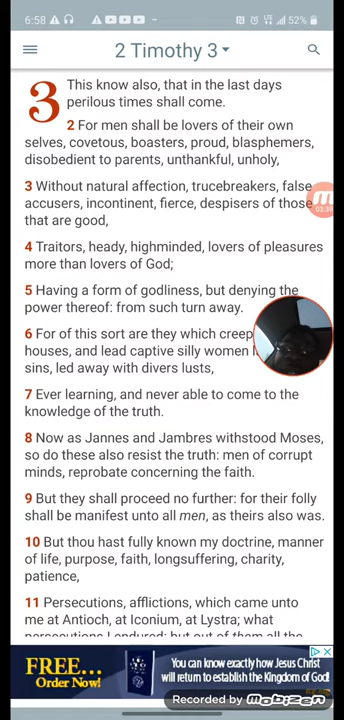 6:58
52%
2 Timothy 3
3 This know also, that in the last days
perilous times shall come.
2 For men shall be lovers of their own
selves, covetous, boasters, proud, blasphemers,
disobedient to parents, unthankful, unholy,
3 Without natural affection, trucebreakers, false
accusers, incontinent, fierce, despisers of those
that are good,
4 Traitors, heady, highminded, lovers of pleasures
more than lovers of God;
5 Having a form of godliness, but denying the
power thereof: from such turn away.
6 For of this sort are they which creep
houses, and lead captive silly women
sins, led away with divers lusts,
7 Ever learning, and never able to come to the
knowledge of the truth.
8 Now as Jannes and Jambres withstood Moses,
so do these also resist the truth: men of corrupt
minds, reprobate concerning the faith.
9 But they shall proceed no further: for their folly
shall be manifest unto all men, as theirs also was.
10 But thou hast fully known my doctrine, manner
of life, purpose, faith, longsuffering, charity,
patience,
11 Persecutions, afflictions, which came unto
me at Antioch, at Iconium, at Lystra; what
persecutions I endured: but out of them all the
FREE...
Order Now!
You can know exactly how Jesus Christ
will return to establish the Kingdom of God!
Recorded by mobizen